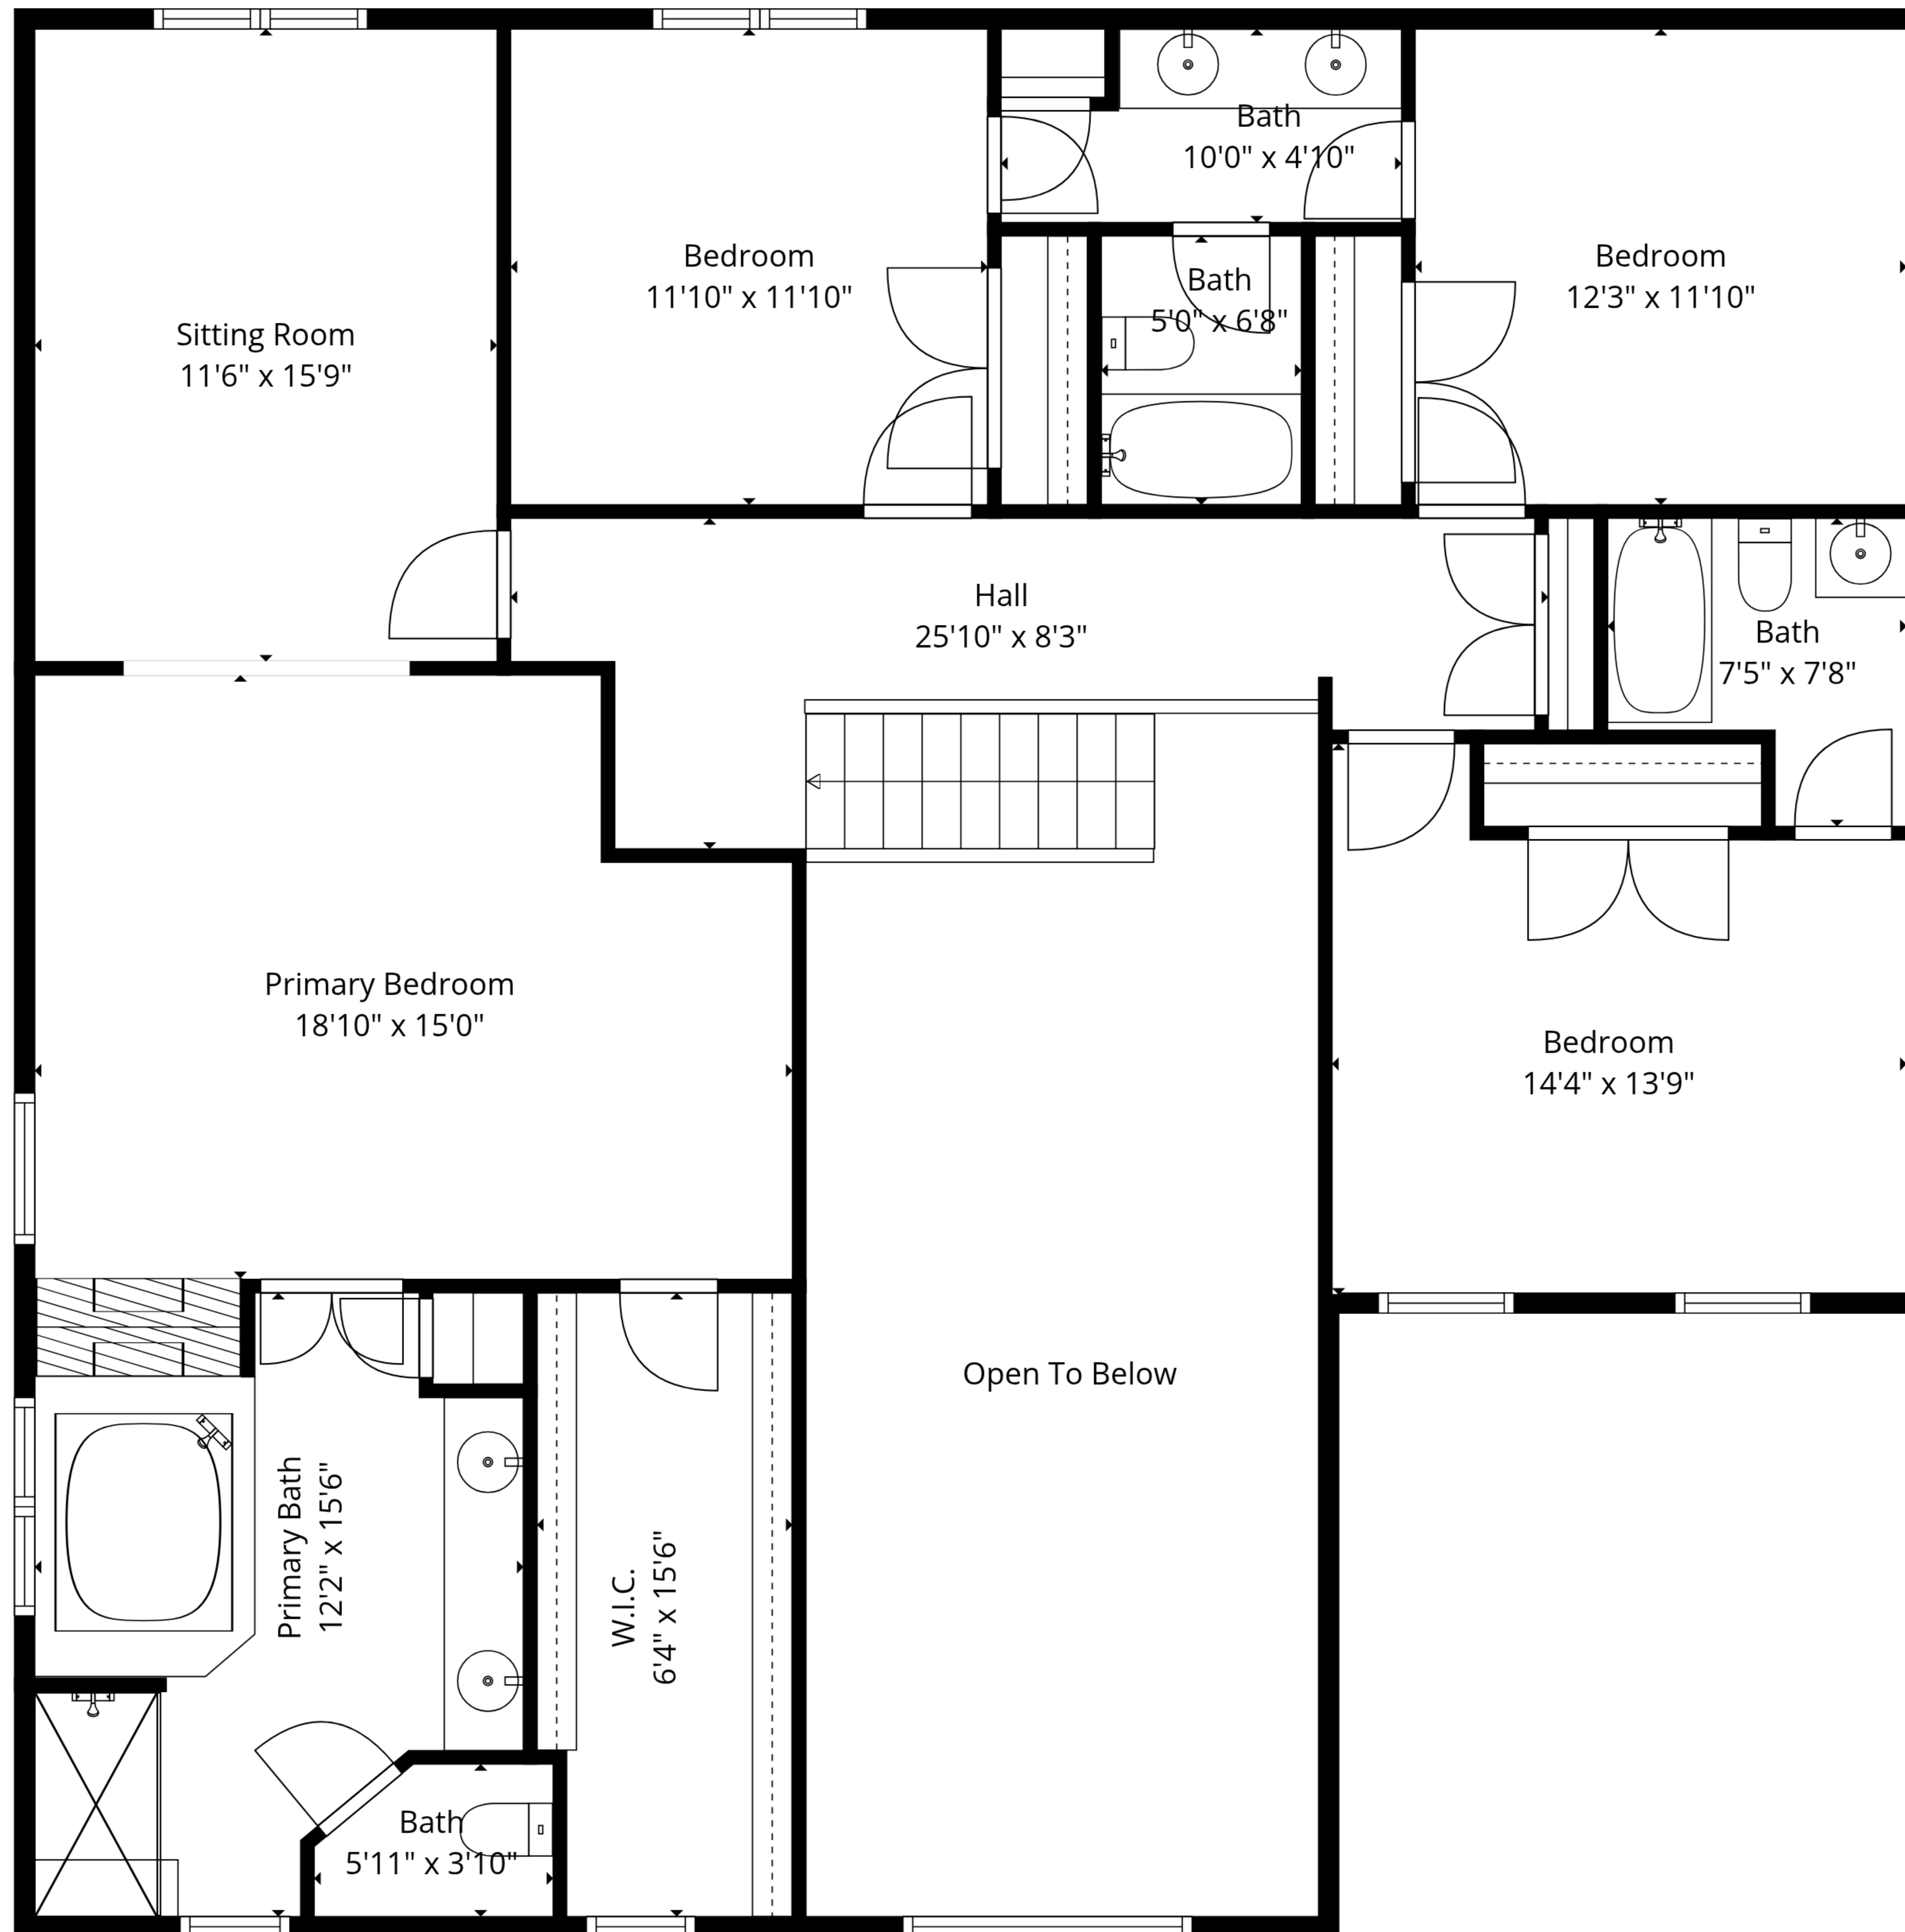 Bath
10'0" x 4'10"
Bedroom
11'10" x 11'10"
Bath
5'0" x 6'8"
Bedroom
12'3" x 11'10"
Sitting Room
11'6" x 15'9"
Hall
25'10" x 8'3"
Bath
7'5" x 7'8"
Primary Bedroom
18'10" x 15'0"
Bedroom
14'4" x 13'9"
Open To Below
Primary Bath
12'2" x 15'6"
W.I.C.
6'4" x 15'6"
Bath
5'11" x 3'10"